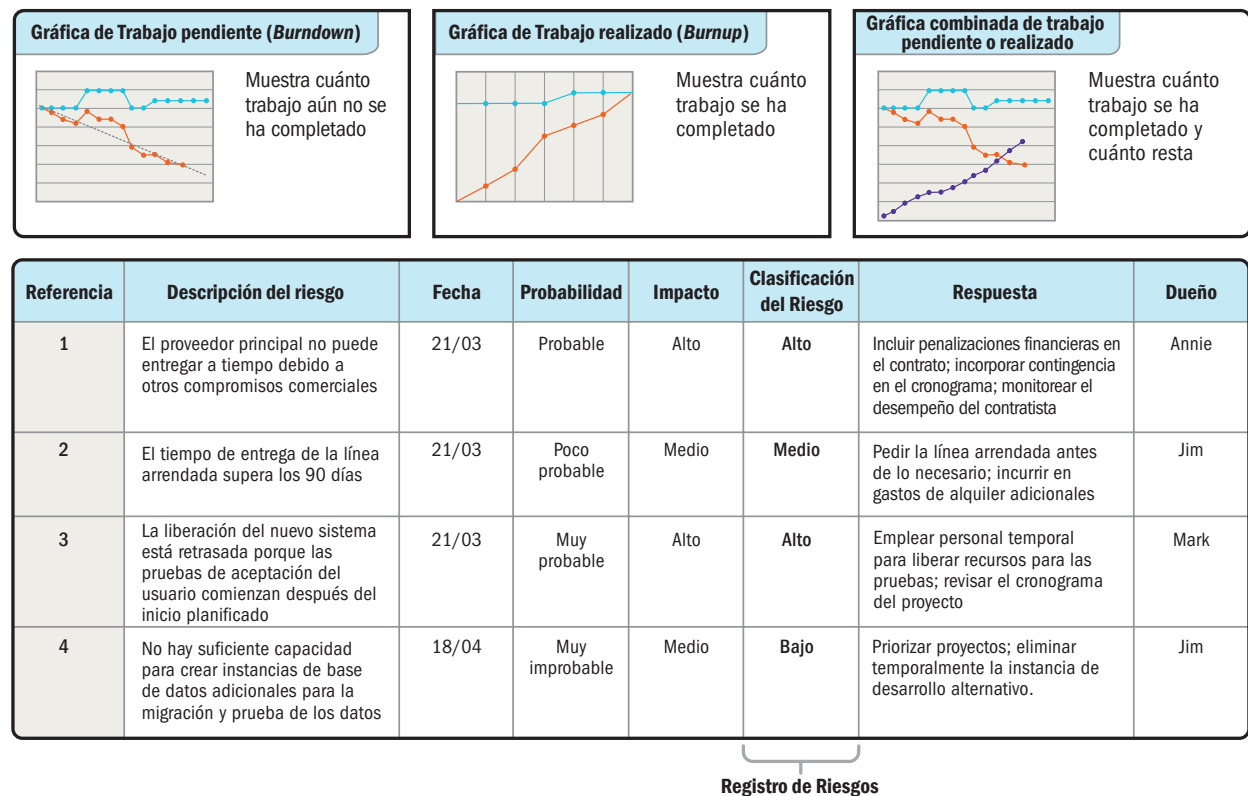 Gráfica de Trabajo pendiente (Burndown)
Muestra cuánto
trabajo aún no se
ha completado
Gráfica de Trabajo realizado (Burnup)
Muestra cuánto
trabajo se ha
completado
Gráfica combinada de trabajo
pendiente o realizado
Muestra cuánto
trabajo se ha
completado y
cuánto resta
Referencia
Descripción del riesgo
Fecha
Probabilidad
Impacto
Clasificación
del Riesgo
Respuesta
Dueño
1
El proveedor principal no puede
entregar a tiempo debido a
otros compromisos comerciales
21/03
Probable
Alto
Alto
Incluir penalizaciones financieras en
el contrato; incorporar contingencia
en el cronograma; monitorear el
desempeño del contratista
Annie
2
El tiempo de entrega de la línea
arrendada supera los 90 días
21/03
Poco
probable
Medio
Medio
Pedir la línea arrendada antes
de lo necesario; incurrir en
gastos de alquiler adicionales
Jim
3
La liberación del nuevo sistema
está retrasada porque las
pruebas de aceptación del
usuario comienzan después del
inicio planificado
21/03
Muy
probable
Alto
Alto
Emplear personal temporal
para liberar recursos para las
pruebas; revisar el cronograma
del proyecto
Mark
4
No hay suficiente capacidad
para crear instancias de base
de datos adicionales para la
migración y prueba de los datos
18/04
Muy
improbable
Medio
Bajo
Priorizar proyectos; eliminar
temporalmente la instancia de
desarrollo alternativo.
Jim
Registro de Riesgos